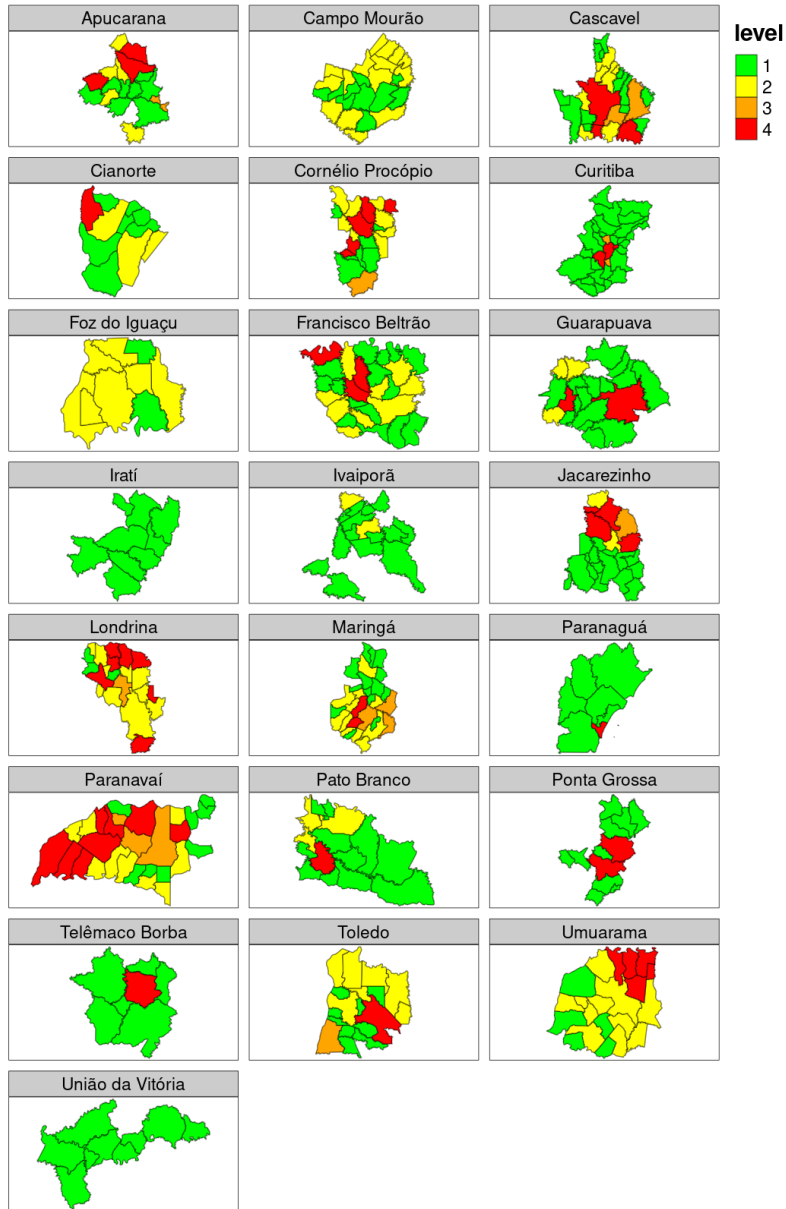 Apucarana
Campo Mourão
Cascavel
level
1
2
3
4
Cianorte
Cornélio Procópio
Curitiba
Foz do Iguaçu
Francisco Beltrão
Guarapuava
Iratí
Ivaiporã
Jacarezinho
Londrina
Maringá
Paranaguá
Paranavaí
Pato Branco
Ponta Grossa
Telêmaco Borba
Toledo
Umuarama
União da Vitória